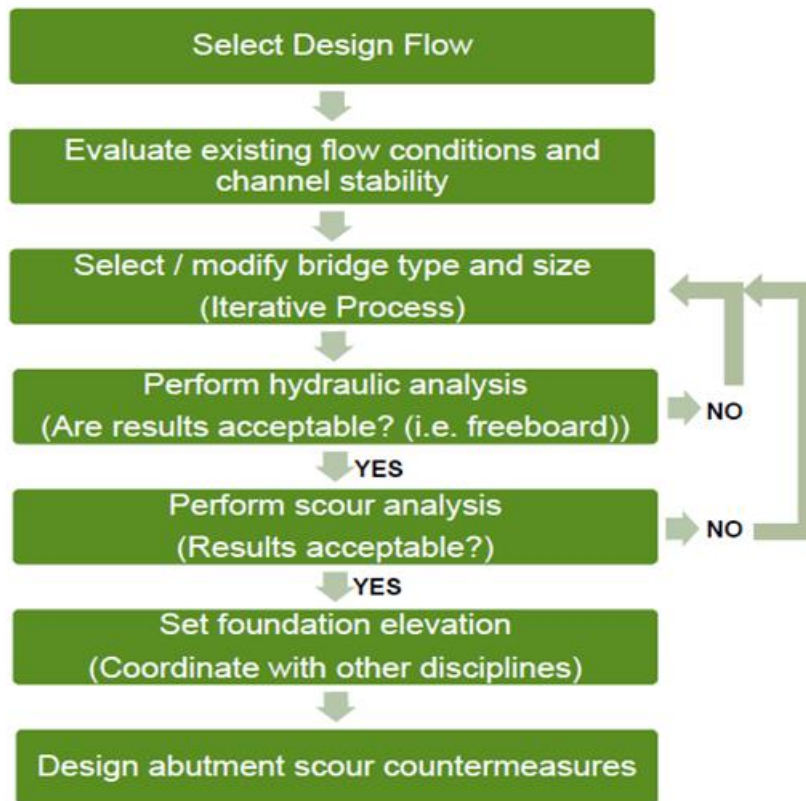 Select Design Flow
Evaluate existing flow conditions and
channel stability
Select / modify bridge type and size
(Iterative Process)
Perform hydraulic analysis
(Are results acceptable? (i.e. freeboard))
NO
YES
Perform scour analysis
(Results acceptable?)
NO
YES
Set foundation elevation
(Coordinate with other disciplines)
Design abutment scour countermeasures